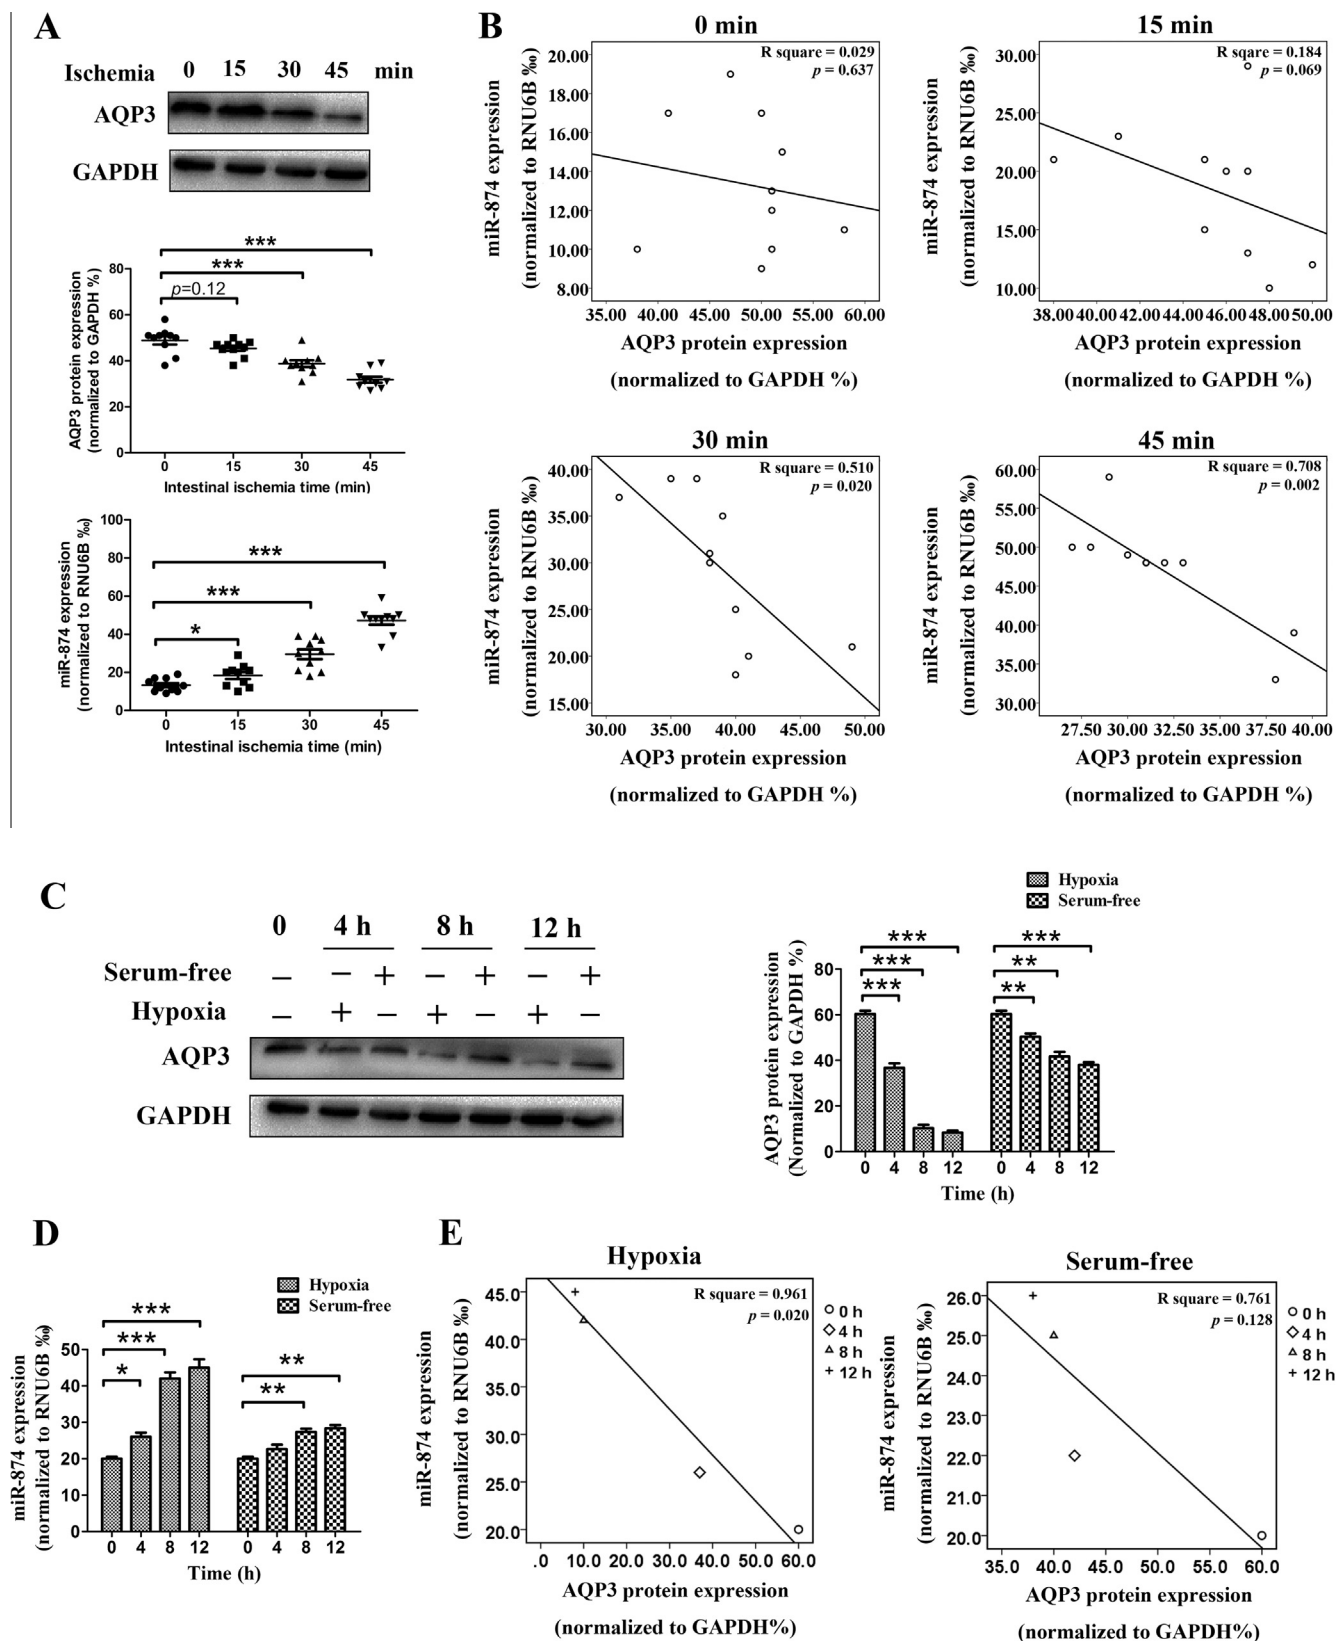 A
Ischemia 0 15 30 45 min
AQP3
GAPDH
***
***
p=0.12
AQP3 protein expression
(normalized to GAPDH %)
80
60
40
20
0
0 15 30 45
Intestinal ischemia time (min)
***
***
*
miR-874 expression
(normalized to RNU6B ‰)
100
80
60
40
20
0
0 15 30 45
Intestinal ischemia time (min)
B
0 min
R square = 0.029
p = 0.637
miR-874 expression
(normalized to RNU6B ‰)
20.00
18.00
16.00
14.00
12.00
10.00
8.00
35.00 40.00 45.00 50.00 55.00 60.00
AQP3 protein expression
(normalized to GAPDH %)
15 min
R sqare = 0.184
p = 0.069
miR-874 expression
(normalized to RNU6B ‰)
30.00
25.00
20.00
15.00
10.00
38.00 40.00 42.00 44.00 46.00 48.00 50.00
AQP3 protein expression
(normalized to GAPDH %)
30 min
R square = 0.510
p = 0.020
miR-874 expression
(normalized to RNU6B ‰)
40.00
35.00
30.00
25.00
20.00
15.00
30.00 35.00 40.00 45.00 50.00
AQP3 protein expression
(normalized to GAPDH %)
45 min
R square = 0.708
p = 0.002
miR-874 expression
(normalized to RNU6B ‰)
60.00
55.00
50.00
45.00
40.00
35.00
30.00
27.50 30.00 32.50 35.00 37.50 40.00
AQP3 protein expression
(normalized to GAPDH %)
C
0 4 h 8 h 12 h
Serum-free – – + – + – +
Hypoxia – + – + – + –
AQP3
GAPDH
Hypoxia
Serum-free
*** ***
*** **
*** **
AQP3 protein expression
(Normalized to GAPDH %)
80
60
40
20
0
0 4 8 12 0 4 8 12
Time (h)
D
Hypoxia
Serum-free
***
*** **
* **
miR-874 expression
(normalized to RNU6B ‰)
50
40
30
20
10
0
0 4 8 12 0 4 8 12
Time (h)
E
Hypoxia
R square = 0.961
p = 0.020
0 h
4 h
8 h
12 h
miR-874 expression
(normalized to RNU6B ‰)
45.0
40.0
35.0
30.0
25.0
20.0
.0 10.0 20.0 30.0 40.0 50.0 60.0
AQP3 protein expression
(normalized to GAPDH%)
Serum-free
R square = 0.761
p = 0.128
0 h
4 h
8 h
12 h
miR-874 expression
(normalized to RNU6B ‰)
26.0
25.0
24.0
23.0
22.0
21.0
20.0
35.0 40.0 45.0 50.0 55.0 60.0
AQP3 protein expression
(normalized to GAPDH%)